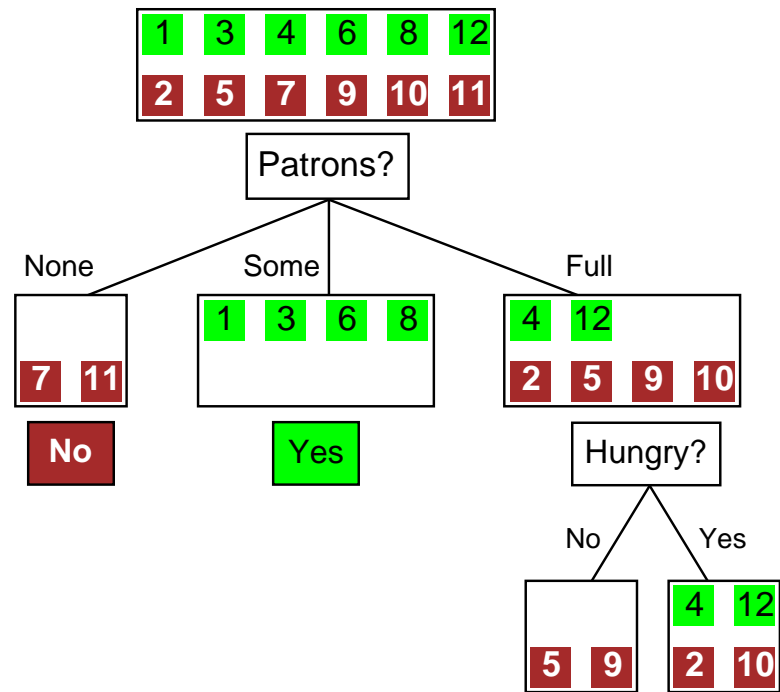 1 3 4 6 8 12
2 5 7 9 10 11
Patrons?
None Some Full
1 3 6 8 4 12
7 11 2 5 9 10
No Yes Hungry?
No Yes
4 12
5 9 2 10